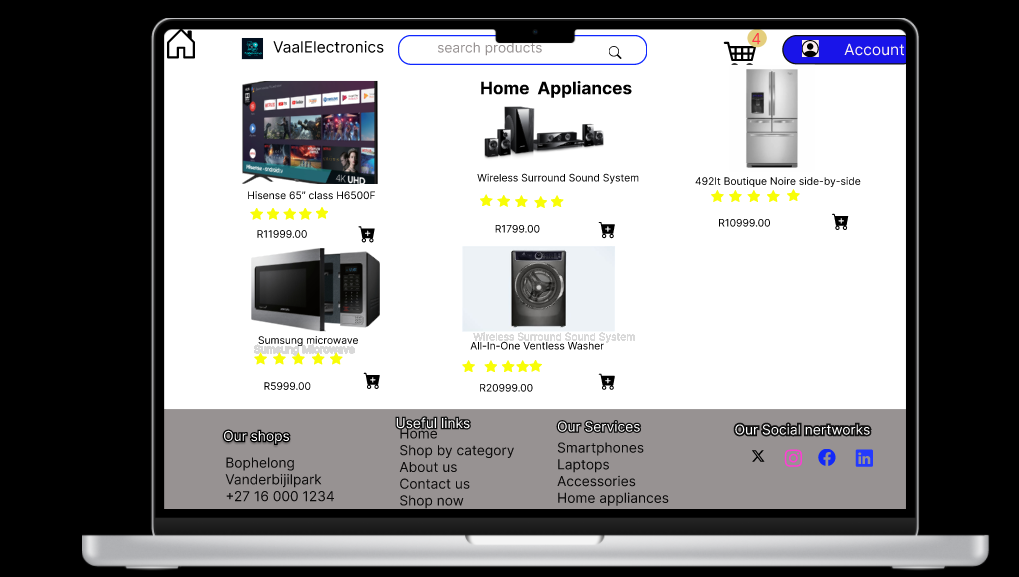 VaalElectronics
search products
4
Account
Home Appliances
4K UHD
Hisense 65" class H6500F
R11999.00
Wireless Surround Sound System
R1799.00
492lt Boutique Noire side-by-side
R10999.00
Sumsung microwave
Sumsung Microwave
R5999.00
Wireless Surround Sound System
All-In-One Ventless Washer
R20999.00
Our shops
Bophelong
Vanderbijilpark
+27 16 000 1234
Useful links
Home
Shop by category
About us
Contact us
Shop now
Our Services
Smartphones
Laptops
Accessories
Home appliances
Our Social nertworks